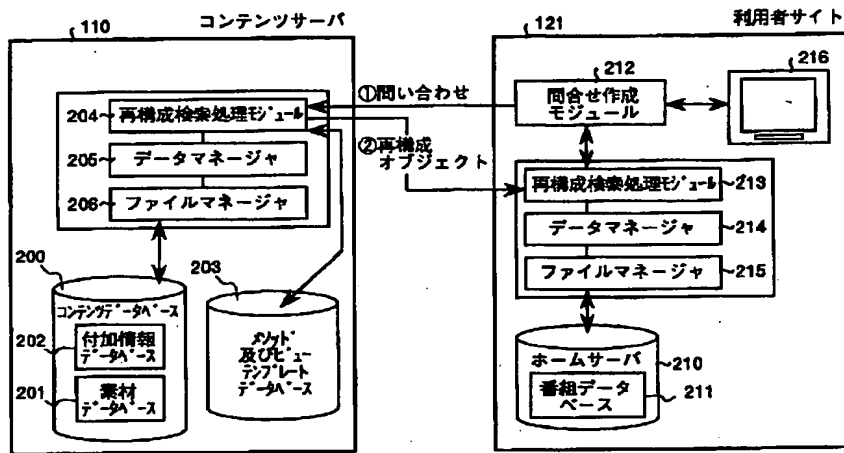 コンテンツサーバ
110
204
再構成検索処理モジュール
205
データマネージャ
206
ファイルマネージャ
200
コンテンツデータベース
202
付加情報
データベース
201
素材
データベース
203
メソッド
及びビュー
テンプレート
データベース
①問い合わせ
②再構成
オブジェクト
利用者サイト
121
212
問合せ作成
モジュール
216
再構成検索処理モジュール
213
データマネージャ
214
ファイルマネージャ
215
ホームサーバ
210
番組データ
ベース
211